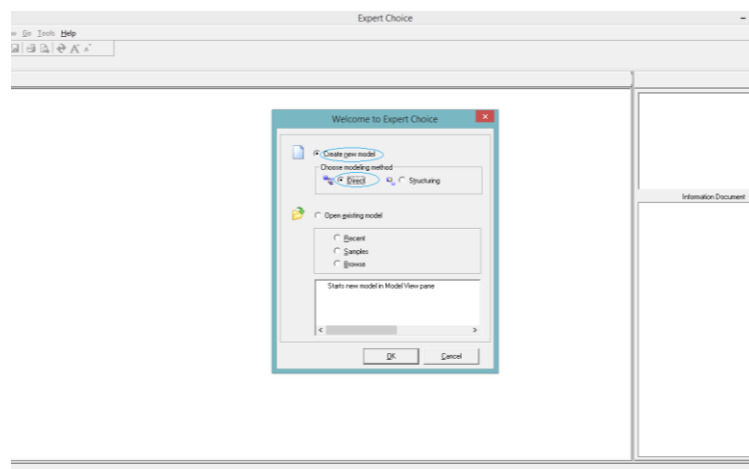 Expert Choice
Go Tools Help
Welcome to Expert Choice
Create new model
Choose modeling method
Direct Structuring
Information Document
Open existing model
Recent
Samples
Browse
Starts new model in Model View pane
OK Cancel